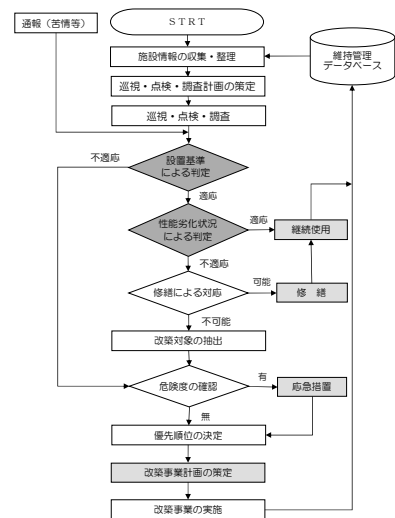 通報（苦情等）
STRT
維持管理
データベース
施設情報の収集・整理
巡視・点検・調査計画の策定
巡視・点検・調査
不適応
設置基準
による判定
適応
性能劣化状況
による判定
適応
継続使用
不適応
修繕による対応
可能
修　繕
不可能
改築対象の抽出
危険度の確認
有
応急措置
無
優先順位の決定
改築事業計画の策定
改築事業の実施